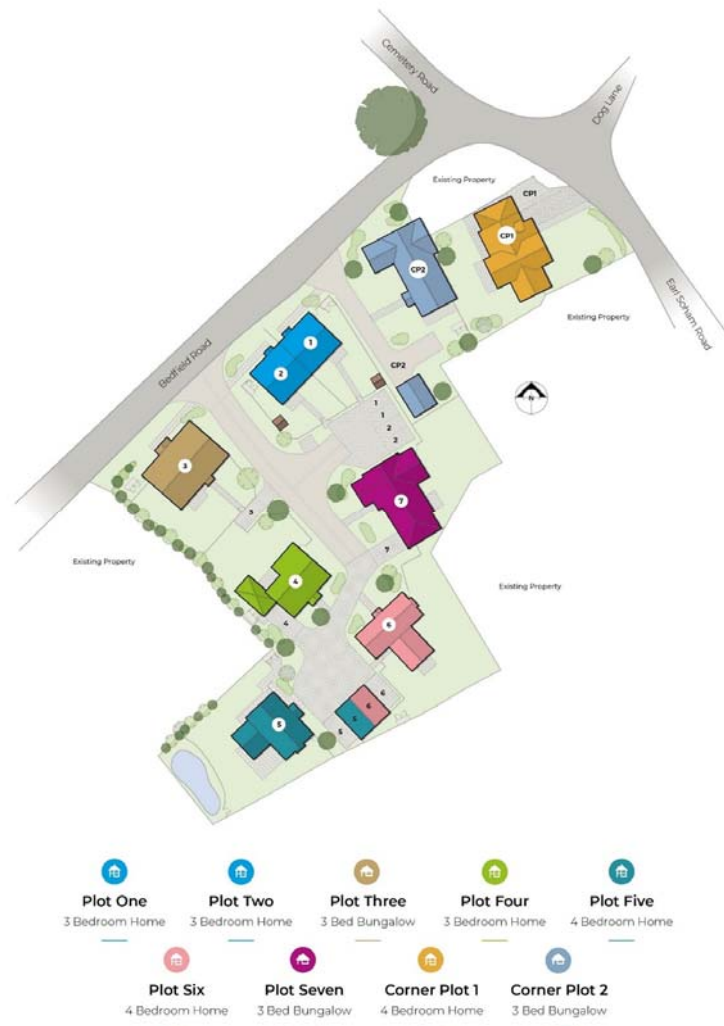 Cemetery Road
Dog Lane
Existing Property
CP1
CP1
CP2
Existing Property
Earl Soham Road
Bedfield Road
1
2
CP2
1
1
2
2
N
3
3
7
7
Existing Property
Existing Property
4
4
6
6
6
5
5
5
Plot One
3 Bedroom Home
Plot Two
3 Bedroom Home
Plot Three
3 Bed Bungalow
Plot Four
3 Bedroom Home
Plot Five
4 Bedroom Home
Plot Six
4 Bedroom Home
Plot Seven
3 Bed Bungalow
Corner Plot 1
4 Bedroom Home
Corner Plot 2
3 Bed Bungalow